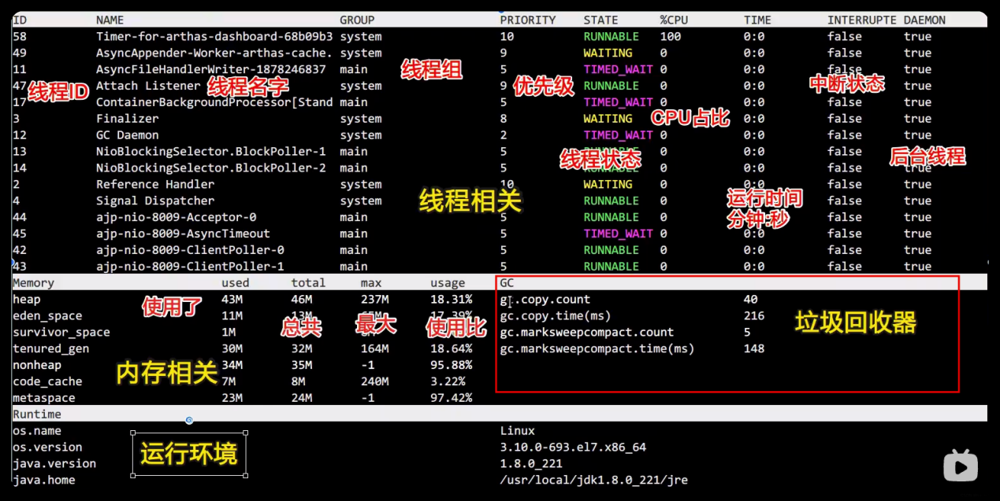 ID NAME GROUP PRIORITY STATE %CPU TIME INTERRUPTE DAEMON
58 Timer-for-arthas-dashboard-68b09b3 system 10 RUNNABLE 100 0:0 false true
49 AsyncAppender-Worker-arthas-cache. system 9 WAITING 0 0:0 false true
11 AsyncFileHandlerWriter-1878246837 main 5 TIMED_WAIT 0 0:0 false true
线程组
47 Attach Listener system 9 RUNNABLE 0 0:0 false true
线程ID 线程名字 优先级 中断状态
17 ContainerBackgroundProcessor[Stand main 5 TIMED_WAIT 0 0:0 false true
3 Finalizer system 8 WAITING 0:0 false true
CPU占比
12 GC Daemon system 2 TIMED_WAIT 0 0:0 false true
13 NioBlockingSelector.BlockPoller-1 main 5 RUNNABLE 0 0:0 false true
线程状态 后台线程
14 NioBlockingSelector.BlockPoller-2 main 5 RUNNABLE 0 0:0 false true
2 Reference Handler system 10 WAITING 0 0:0 false true
4 Signal Dispatcher system RUNNABLE 0 false true
线程相关 运行时间
44 ajp-nio-8009-Acceptor-0 main 5 RUNNABLE 0 false true
分钟:秒
45 ajp-nio-8009-AsyncTimeout main 5 TIMED_WAIT 0 0:0 false true
42 ajp-nio-8009-ClientPoller-0 main 5 RUNNABLE 0 0:0 false true
43 ajp-nio-8009-ClientPoller-1 main 5 RUNNABLE 0 0:0 false true
Memory used total max usage GC
heap 43M 46M 237M 18.31% gc.copy.count 40
使用了
eden_space 11M 13M 17.39% gc.copy.time(ms) 216
总共 最大 使用比 垃圾回收器
survivor_space 1M gc.marksweepcompact.count 5
tenured_gen 30M 32M 164M 18.64% gc.marksweepcompact.time(ms) 148
nonheap 34M 35M -1 95.88%
内存相关
code_cache 7M 8M 240M 3.22%
metaspace 23M 24M -1 97.42%
Runtime
os.name Linux
os.version 3.10.0-693.el7.x86_64
运行环境
java.version 1.8.0_221
java.home /usr/local/jdk1.8.0_221/jre